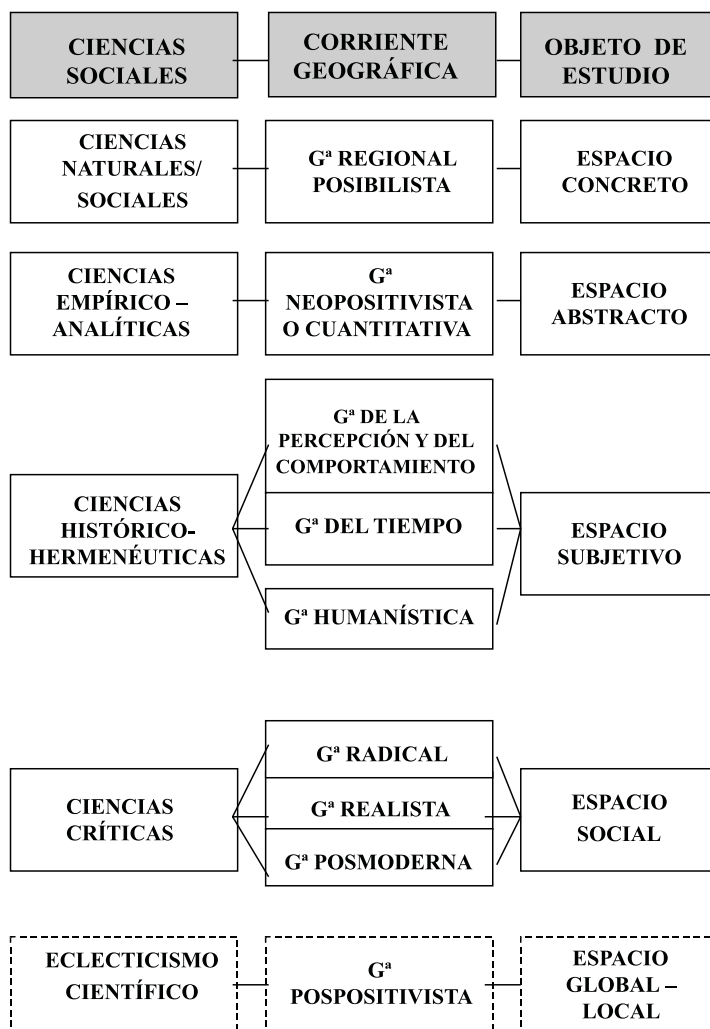 CIENCIAS
SOCIALES
CORRIENTE
GEOGRÁFICA
OBJETO DE
ESTUDIO
CIENCIAS
NATURALES/
SOCIALES
Gª REGIONAL
POSIBILISTA
ESPACIO
CONCRETO
CIENCIAS
EMPÍRICO –
ANALÍTICAS
Gª
NEOPOSITIVISTA
O CUANTITATIVA
ESPACIO
ABSTRACTO
CIENCIAS
HISTÓRICO-
HERMENÉUTICAS
Gª DE LA
PERCEPCIÓN Y DEL
COMPORTAMIENTO
Gª DEL TIEMPO
Gª HUMANÍSTICA
ESPACIO
SUBJETIVO
CIENCIAS
CRÍTICAS
Gª RADICAL
Gª REALISTA
Gª POSMODERNA
ESPACIO
SOCIAL
ECLECTICISMO
CIENTÍFICO
Gª
POSPOSITIVISTA
ESPACIO
GLOBAL –
LOCAL